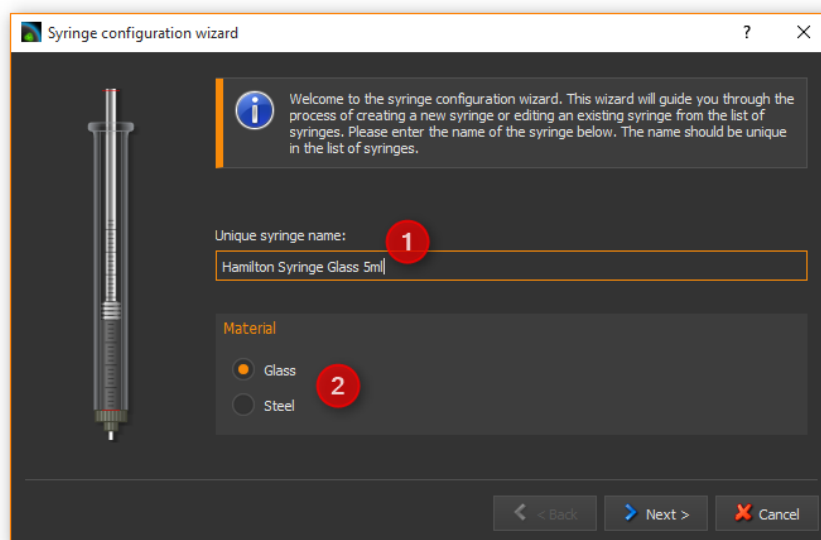 Syringe configuration wizard
?
Welcome to the syringe configuration wizard. This wizard will guide you through the
process of creating a new syringe or editing an existing syringe from the list of
syringes. Please enter the name of the syringe below. The name should be unique
in the list of syringes.
Unique syringe name:
1
Hamilton Syringe Glass 5ml
Material
Glass
2
Steel
< Back
Next >
Cancel